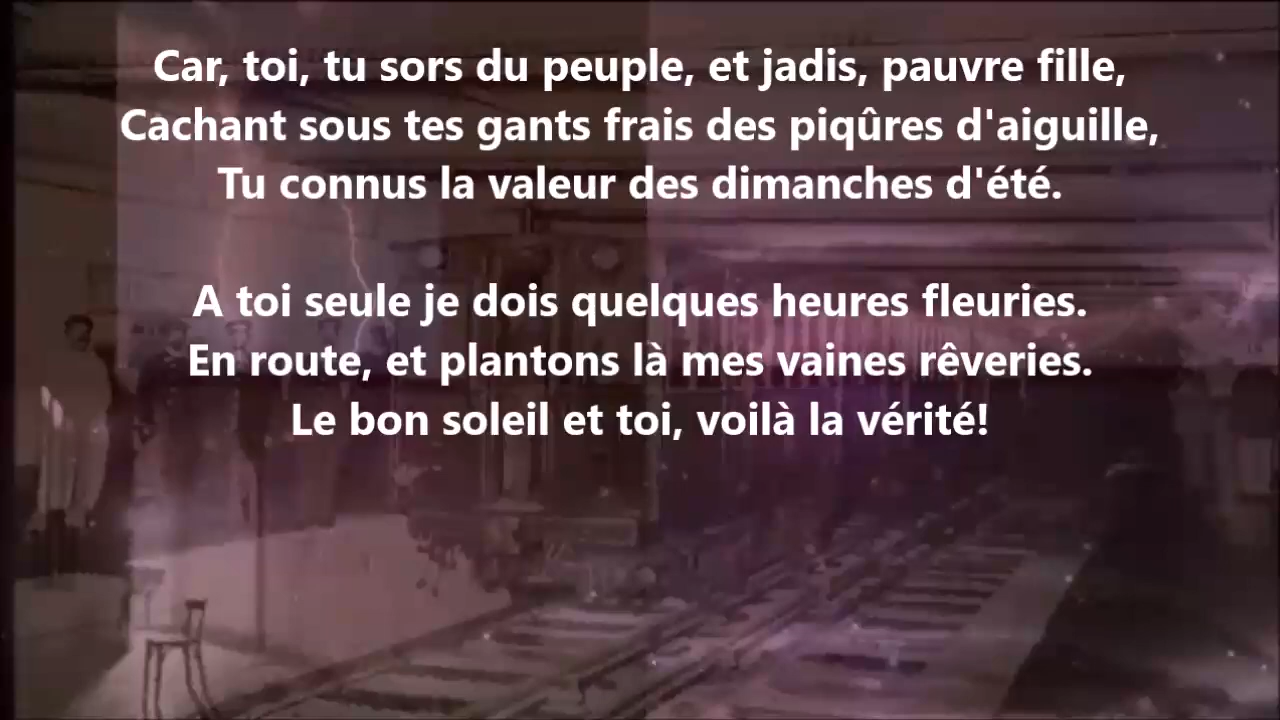 Car, toi, tu sors du peuple, et jadis, pauvre fille,
Cachant sous tes gants frais des piqûres d'aiguille,
Tu connus la valeur des dimanches d'été.
A toi seule je dois quelques heures fleuries.
En route, et plantons là mes vaines rêveries.
Le bon soleil et toi, voilà la vérité!